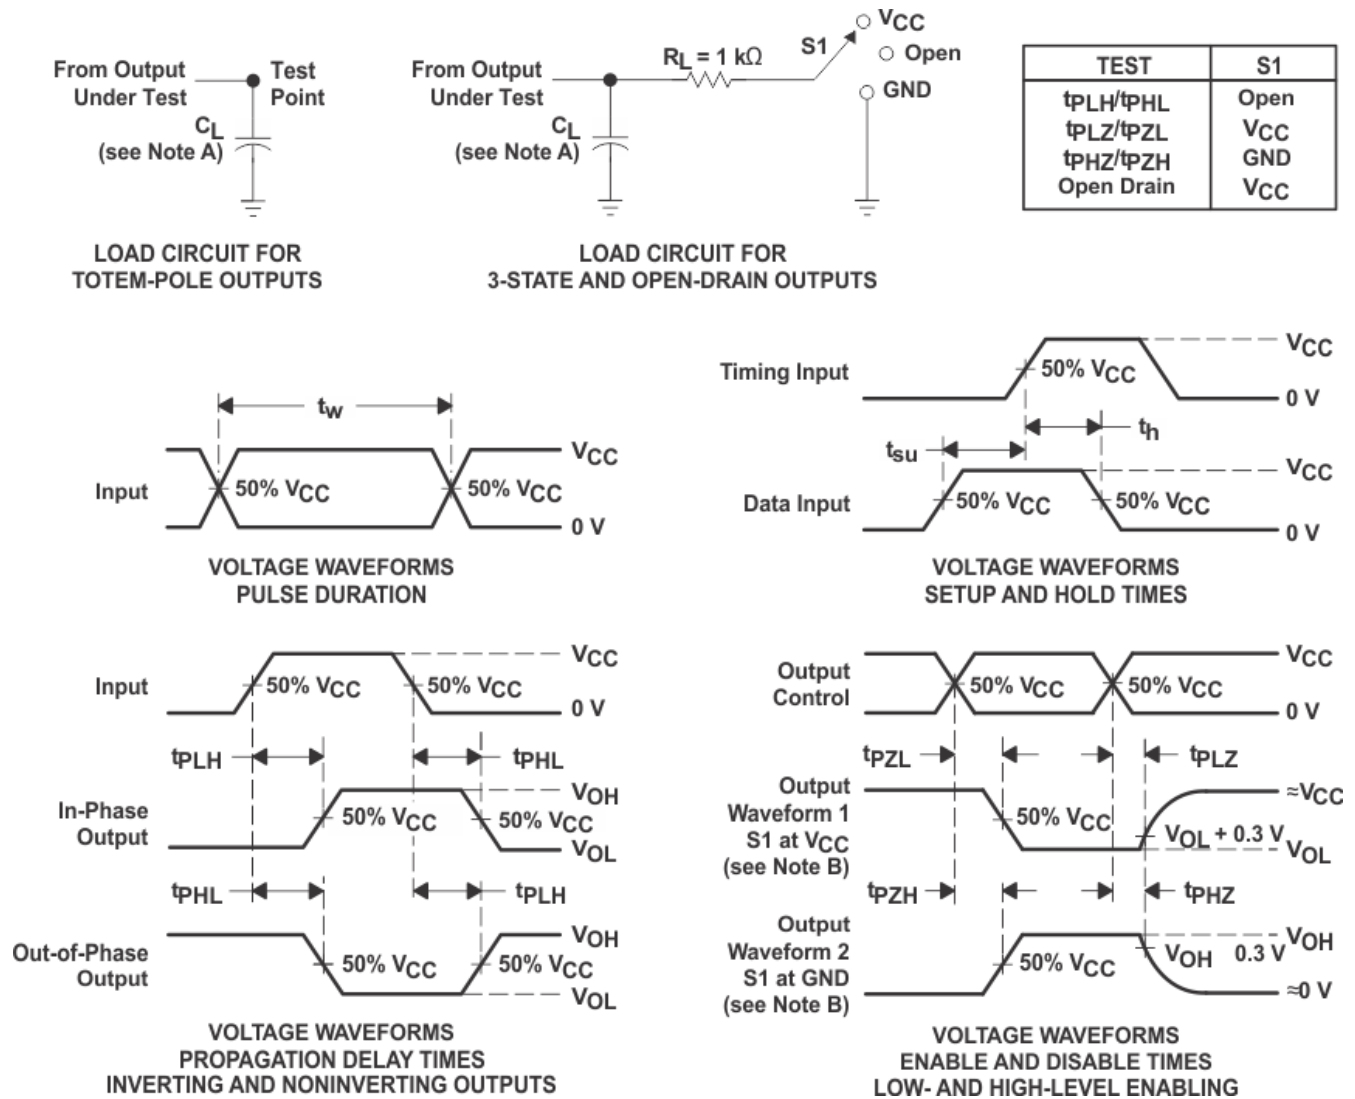 From Output
Under Test
Test
Point
CL
(see Note A)
LOAD CIRCUIT FOR
TOTEM-POLE OUTPUTS
From Output
Under Test
RL = 1 kΩ
S1
VCC
Open
GND
CL
(see Note A)
LOAD CIRCUIT FOR
3-STATE AND OPEN-DRAIN OUTPUTS
TEST S1
tPLH/tPHL Open
tPLZ/tPZL VCC
tPHZ/tPZH GND
Open Drain VCC
tw
Input
50% VCC
50% VCC
VCC
0 V
VOLTAGE WAVEFORMS
PULSE DURATION
Timing Input
50% VCC
VCC
0 V
tsu
th
Data Input
50% VCC
50% VCC
VCC
0 V
VOLTAGE WAVEFORMS
SETUP AND HOLD TIMES
Input
50% VCC
50% VCC
VCC
0 V
tPLH
tPHL
In-Phase
Output
50% VCC
50% VCC
VOH
VOL
tPHL
tPLH
Out-of-Phase
Output
50% VCC
50% VCC
VOH
VOL
VOLTAGE WAVEFORMS
PROPAGATION DELAY TIMES
INVERTING AND NONINVERTING OUTPUTS
Output
Control
50% VCC
50% VCC
VCC
0 V
tPZL
tPLZ
Output
Waveform 1
S1 at VCC
(see Note B)
50% VCC
VOL + 0.3 V
≈VCC
VOL
tPZH
tPHZ
Output
Waveform 2
S1 at GND
(see Note B)
50% VCC
VOH 0.3 V
VOH
≈0 V
VOLTAGE WAVEFORMS
ENABLE AND DISABLE TIMES
LOW- AND HIGH-LEVEL ENABLING